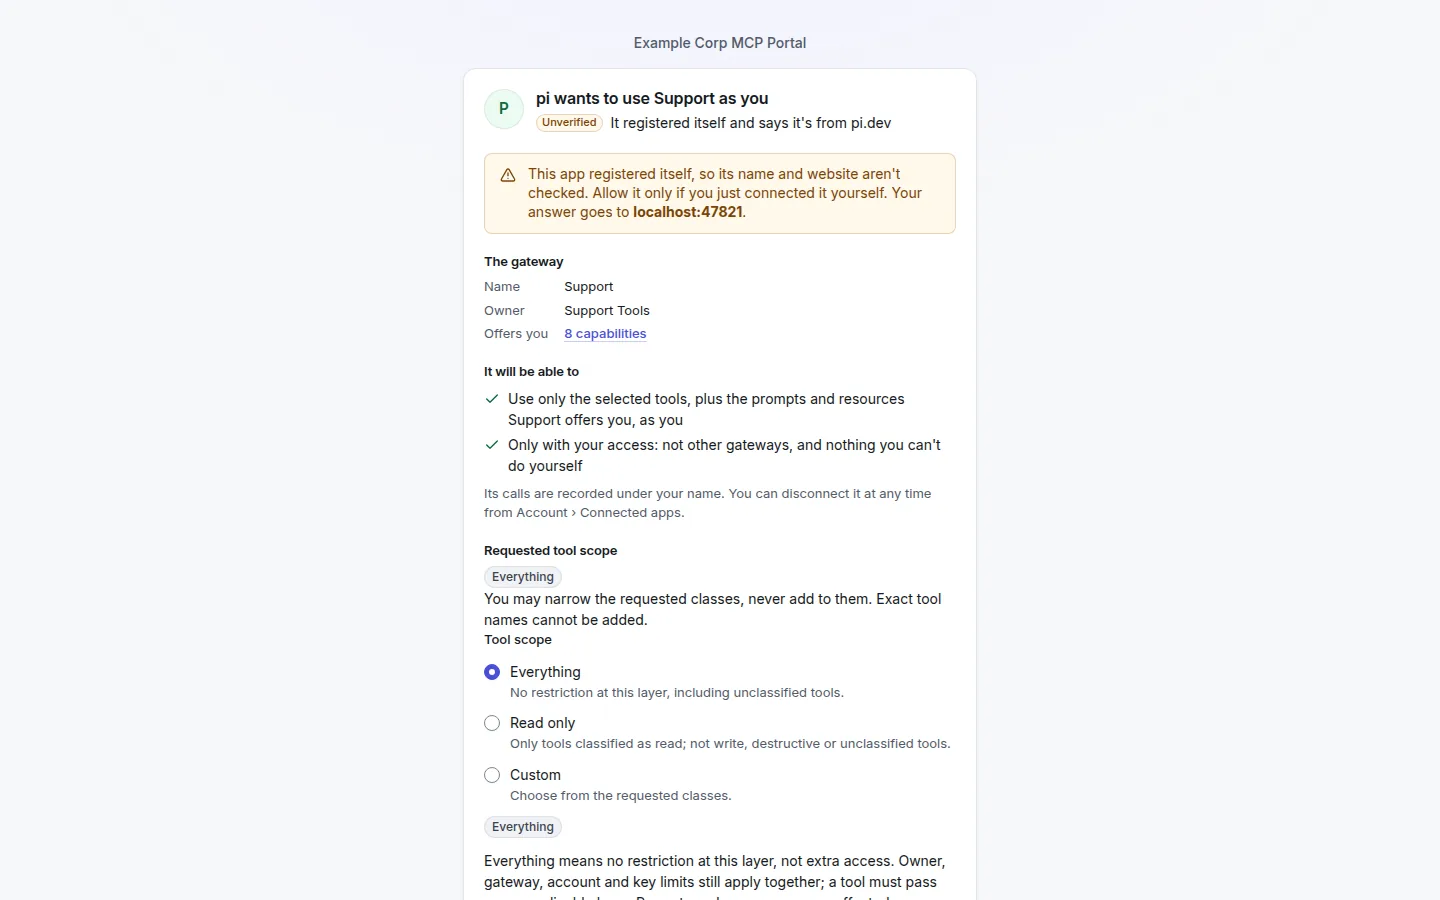 Example Corp MCP Portal
P
pi wants to use Support as you
Unverified It registered itself and says it's from pi.dev
This app registered itself, so its name and website aren't
checked. Allow it only if you just connected it yourself. Your
answer goes to localhost:47821.
The gateway
Name Support
Owner Support Tools
Offers you 8 capabilities
It will be able to
Use only the selected tools, plus the prompts and resources
Support offers you, as you
Only with your access: not other gateways, and nothing you can't
do yourself
Its calls are recorded under your name. You can disconnect it at any time
from Account › Connected apps.
Requested tool scope
Everything
You may narrow the requested classes, never add to them. Exact tool
names cannot be added.
Tool scope
Everything
No restriction at this layer, including unclassified tools.
Read only
Only tools classified as read; not write, destructive or unclassified tools.
Custom
Choose from the requested classes.
Everything
Everything means no restriction at this layer, not extra access. Owner,
gateway, account and key limits still apply together; a tool must pass